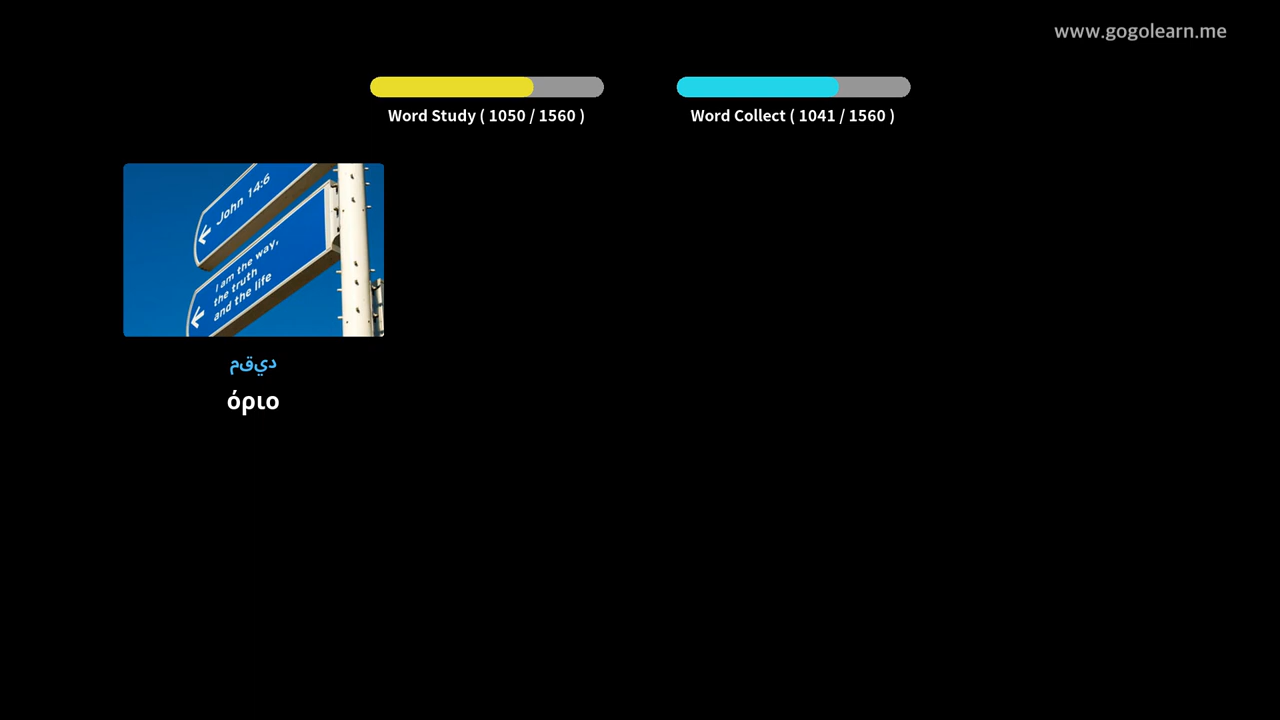 www.gogolearn.me
Word Study ( 1050 / 1560 )
Word Collect ( 1041 / 1560 )
John 14:6
I am the way,
the truth
and the life
ديقم
όριο